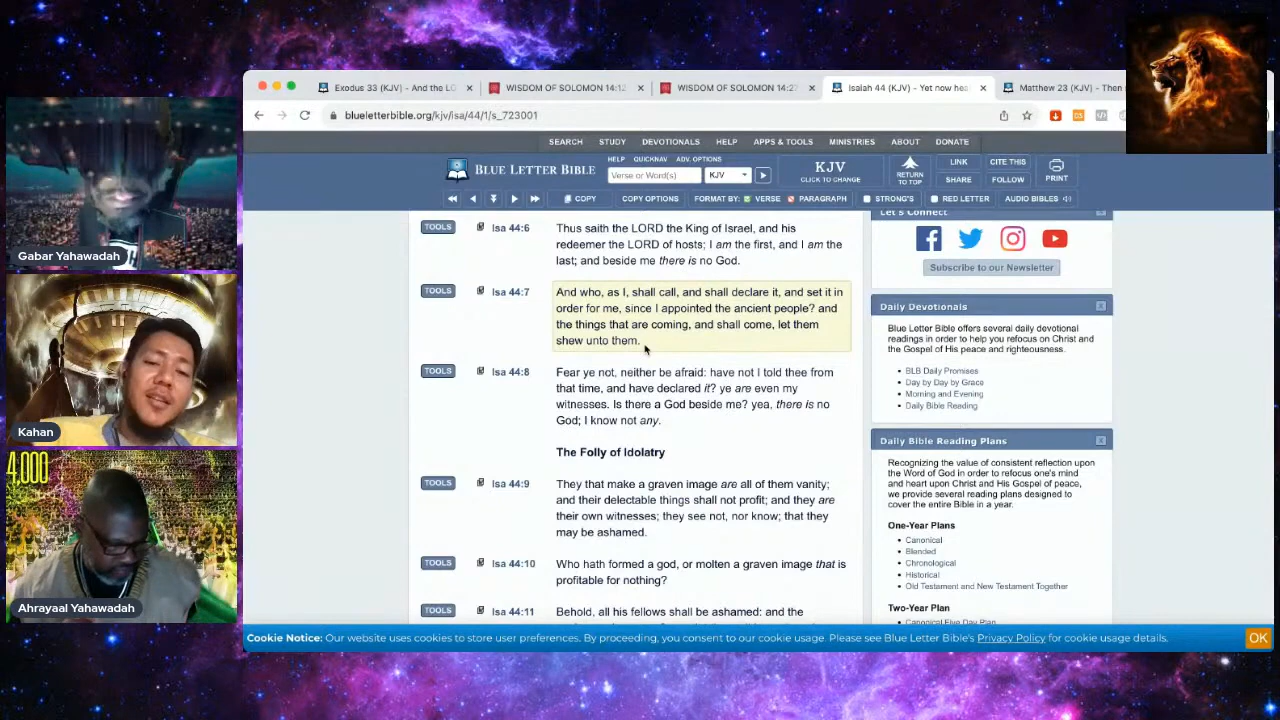 Exodus 33 (KJV) - And the LO
WISDOM OF SOLOMON 14:12
WISDOM OF SOLOMON 14:27
Isaiah 44 (KJV) - Yet now hea
Matthew 23 (KJV) - Then
blueletterbible.org/kjv/isa/44/1/s_723001
SEARCH STUDY DEVOTIONALS HELP APPS & TOOLS MINISTRIES ABOUT DONATE
BLUE LETTER BIBLE
HELP QUICKNAV ADV. OPTIONS
Verse or Word(s) KJV
KJV
CLICK TO CHANGE
RETURN
TO TOP
LINK CITE THIS
SHARE FOLLOW
PRINT
COPY COPY OPTIONS FORMAT BY: VERSE PARAGRAPH STRONG'S RED LETTER AUDIO BIBLES
TOOLS Isa 44:6 Thus saith the LORD the King of Israel, and his
redeemer the LORD of hosts; I am the first, and I am the
last; and beside me there is no God.
TOOLS Isa 44:7 And who, as I, shall call, and shall declare it, and set it in
order for me, since I appointed the ancient people? and
the things that are coming, and shall come, let them
shew unto them.
TOOLS Isa 44:8 Fear ye not, neither be afraid: have not I told thee from
that time, and have declared it? ye are even my
witnesses. Is there a God beside me? yea, there is no
God; I know not any.
The Folly of Idolatry
TOOLS Isa 44:9 They that make a graven image are all of them vanity;
and their delectable things shall not profit; and they are
their own witnesses; they see not, nor know; that they
may be ashamed.
TOOLS Isa 44:10 Who hath formed a god, or molten a graven image that is
profitable for nothing?
TOOLS Isa 44:11 Behold, all his fellows shall be ashamed: and the
Let's Connect
Subscribe to our Newsletter
Daily Devotionals
Blue Letter Bible offers several daily devotional
readings in order to help you refocus on Christ and
the Gospel of His peace and righteousness.
BLB Daily Promises
Day by Day by Grace
Morning and Evening
Daily Bible Reading
Daily Bible Reading Plans
Recognizing the value of consistent reflection upon
the Word of God in order to refocus one's mind
and heart upon Christ and His Gospel of peace,
we provide several reading plans designed to
cover the entire Bible in a year.
One-Year Plans
Canonical
Blended
Chronological
Historical
Old Testament and New Testament Together
Two-Year Plan
Canonical Five Day Plan
Cookie Notice: Our website uses cookies to store user preferences. By proceeding, you consent to our cookie usage. Please see Blue Letter Bible's Privacy Policy for cookie usage details.
OK
Gabar Yahawadah
Kahan
4,000
Ahrayaal Yahawadah